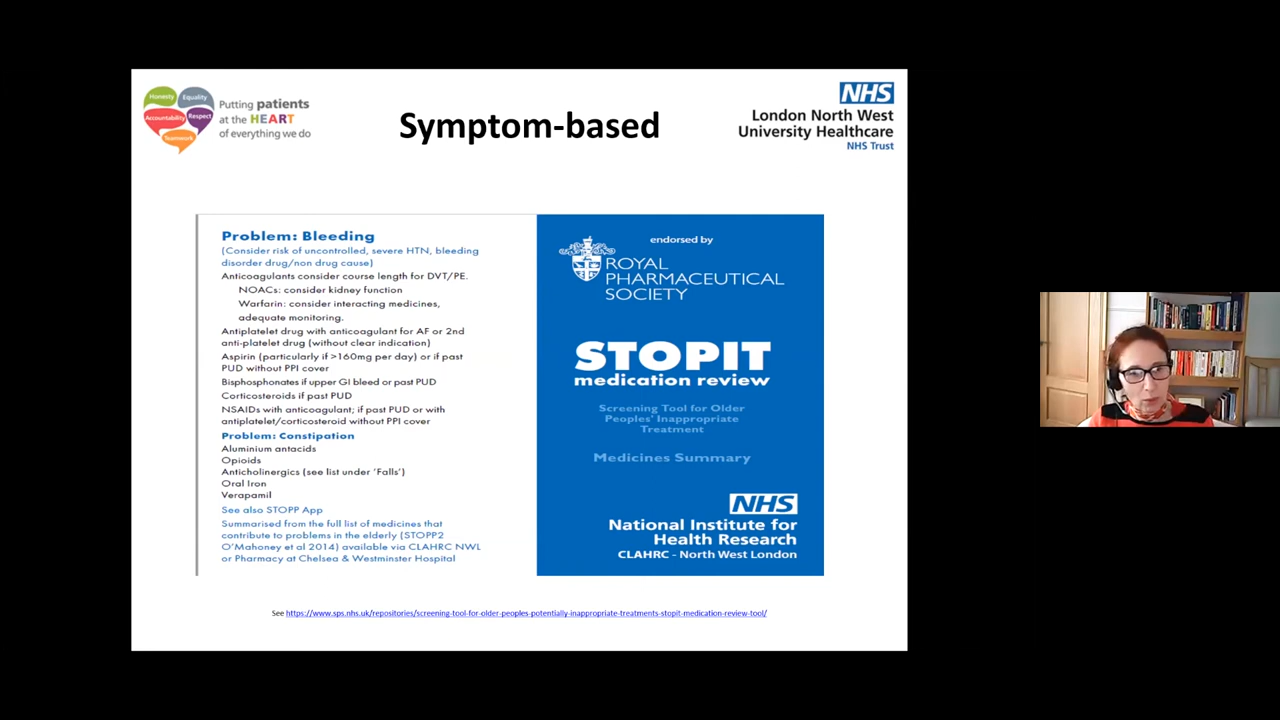 Honesty
Equality
Accountability
Respect
Teamwork
Putting patients
at the HEART
of everything we do
Symptom-based
NHS
London North West
University Healthcare
NHS Trust
Problem: Bleeding
(Consider risk of uncontrolled, severe HTN, bleeding
disorder drug/non drug cause)
Anticoagulants consider course length for DVT/PE.
NOACs: consider kidney function
Warfarin: consider interacting medicines,
adequate monitoring.
Antiplatelet drug with anticoagulant for AF or 2nd
anti-platelet drug (without clear indication)
Aspirin (particularly if >160mg per day) or if past
PUD without PPI cover
Bisphosphonates if upper GI bleed or past PUD
Corticosteroids if past PUD
NSAIDs with anticoagulant; if past PUD or with
antiplatelet/corticosteroid without PPI cover
Problem: Constipation
Aluminium antacids
Opioids
Anticholinergics (see list under ‘Falls’)
Oral Iron
Verapamil
See also STOPP App
Summarised from the full list of medicines that
contribute to problems in the elderly (STOPP2
O’Mahoney et al 2014) available via CLAHRC NWL
or Pharmacy at Chelsea & Westminster Hospital
endorsed by
ROYAL
PHARMACEUTICAL
SOCIETY
STOPIT
medication review
Screening Tool for Older
Peoples’ Inappropriate
Treatment
Medicines Summary
NHS
National Institute for
Health Research
CLAHRC - North West London
See https://www.sps.nhs.uk/repositories/screening-tool-for-older-peoples-potentially-inappropriate-treatments-stopit-medication-review-tool/